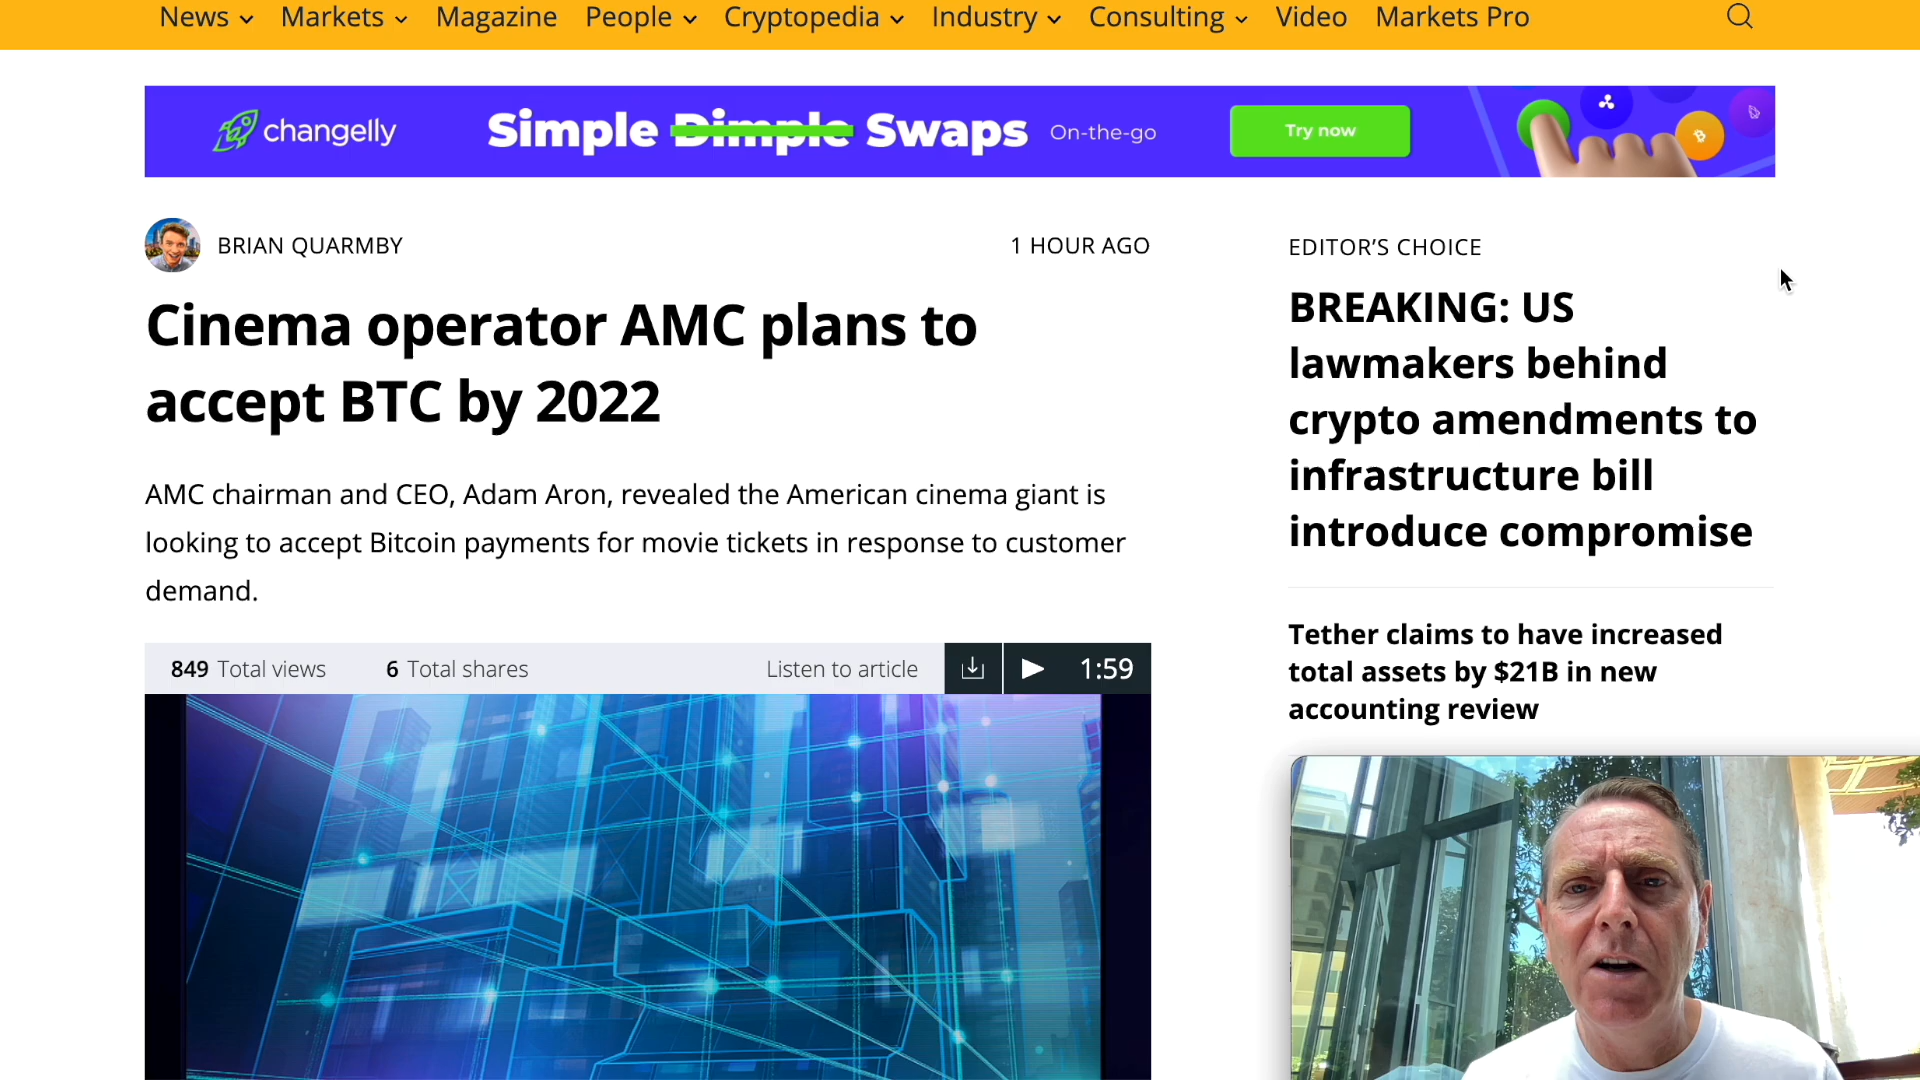 News Markets Magazine People Cryptopedia Industry Consulting Video Markets Pro
changelly Simple Dimple Swaps On-the-go Try now
BRIAN QUARMBY 1 HOUR AGO
Cinema operator AMC plans to
accept BTC by 2022
AMC chairman and CEO, Adam Aron, revealed the American cinema giant is
looking to accept Bitcoin payments for movie tickets in response to customer
demand.
849 Total views 6 Total shares Listen to article 1:59
EDITOR'S CHOICE
BREAKING: US
lawmakers behind
crypto amendments to
infrastructure bill
introduce compromise
Tether claims to have increased
total assets by $21B in new
accounting review